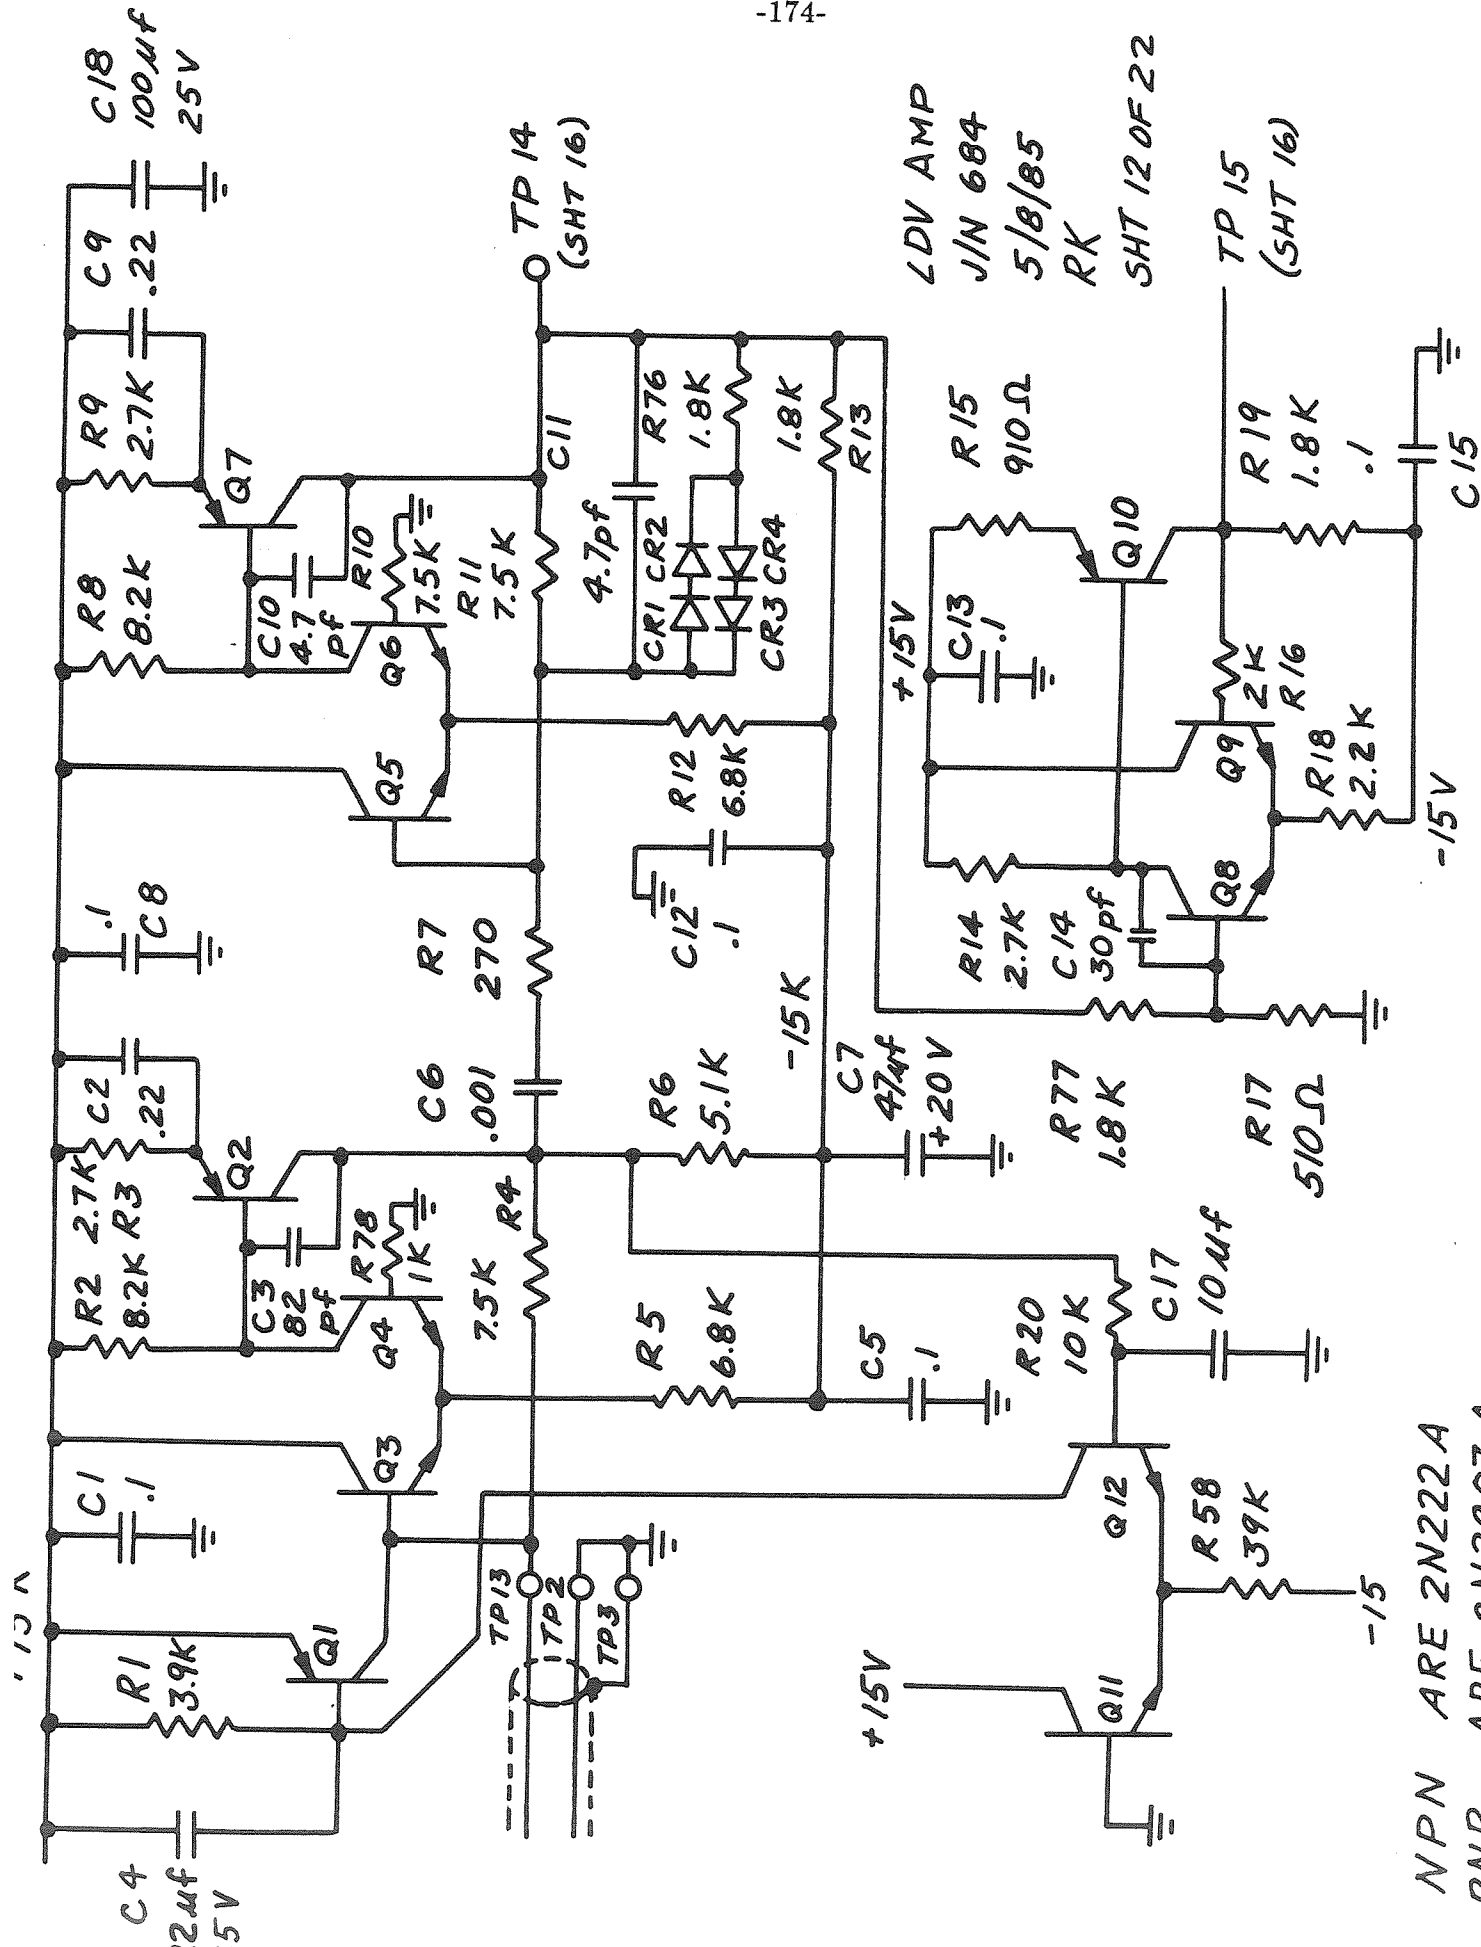 -174-
C18
100µf
25V
C9
.22
R9
2.7K
Q7
R8
8.2K
C10
4.7
pf
R10
7.5K
Q6
Q5
R11
7.5K
C11
4.7pf
TP 14
(SHT 16)
R76
1.8K
CR1 CR2
CR3 CR4
1.8K
R13
R12
6.8K
C12
.1
C8
.1
R7
270
C6
.001
C2
.22
2.7K
R3
R2
8.2K
Q2
C3
82
pf
R78
1K
Q4
Q3
R4
7.5K
R6
5.1K
-15K
C7
47µf
+20V
R5
6.8K
C5
.1
C1
.1
R1
3.9K
Q1
C4
TP13
TP2
TP3
LDV AMP
J/N 684
5/8/85
RK
SHT 12 OF 22
TP 15
(SHT 16)
+15V
R15
910Ω
C13
.1
Q10
R14
2.7K
C14
30pf
Q8
Q9
2K
R16
R18
2.2K
R19
1.8K
.1
C15
-15V
R77
1.8K
R17
510Ω
R20
10K
C17
10µf
Q12
Q11
+15V
R58
39K
-15
NPN ARE 2N222A